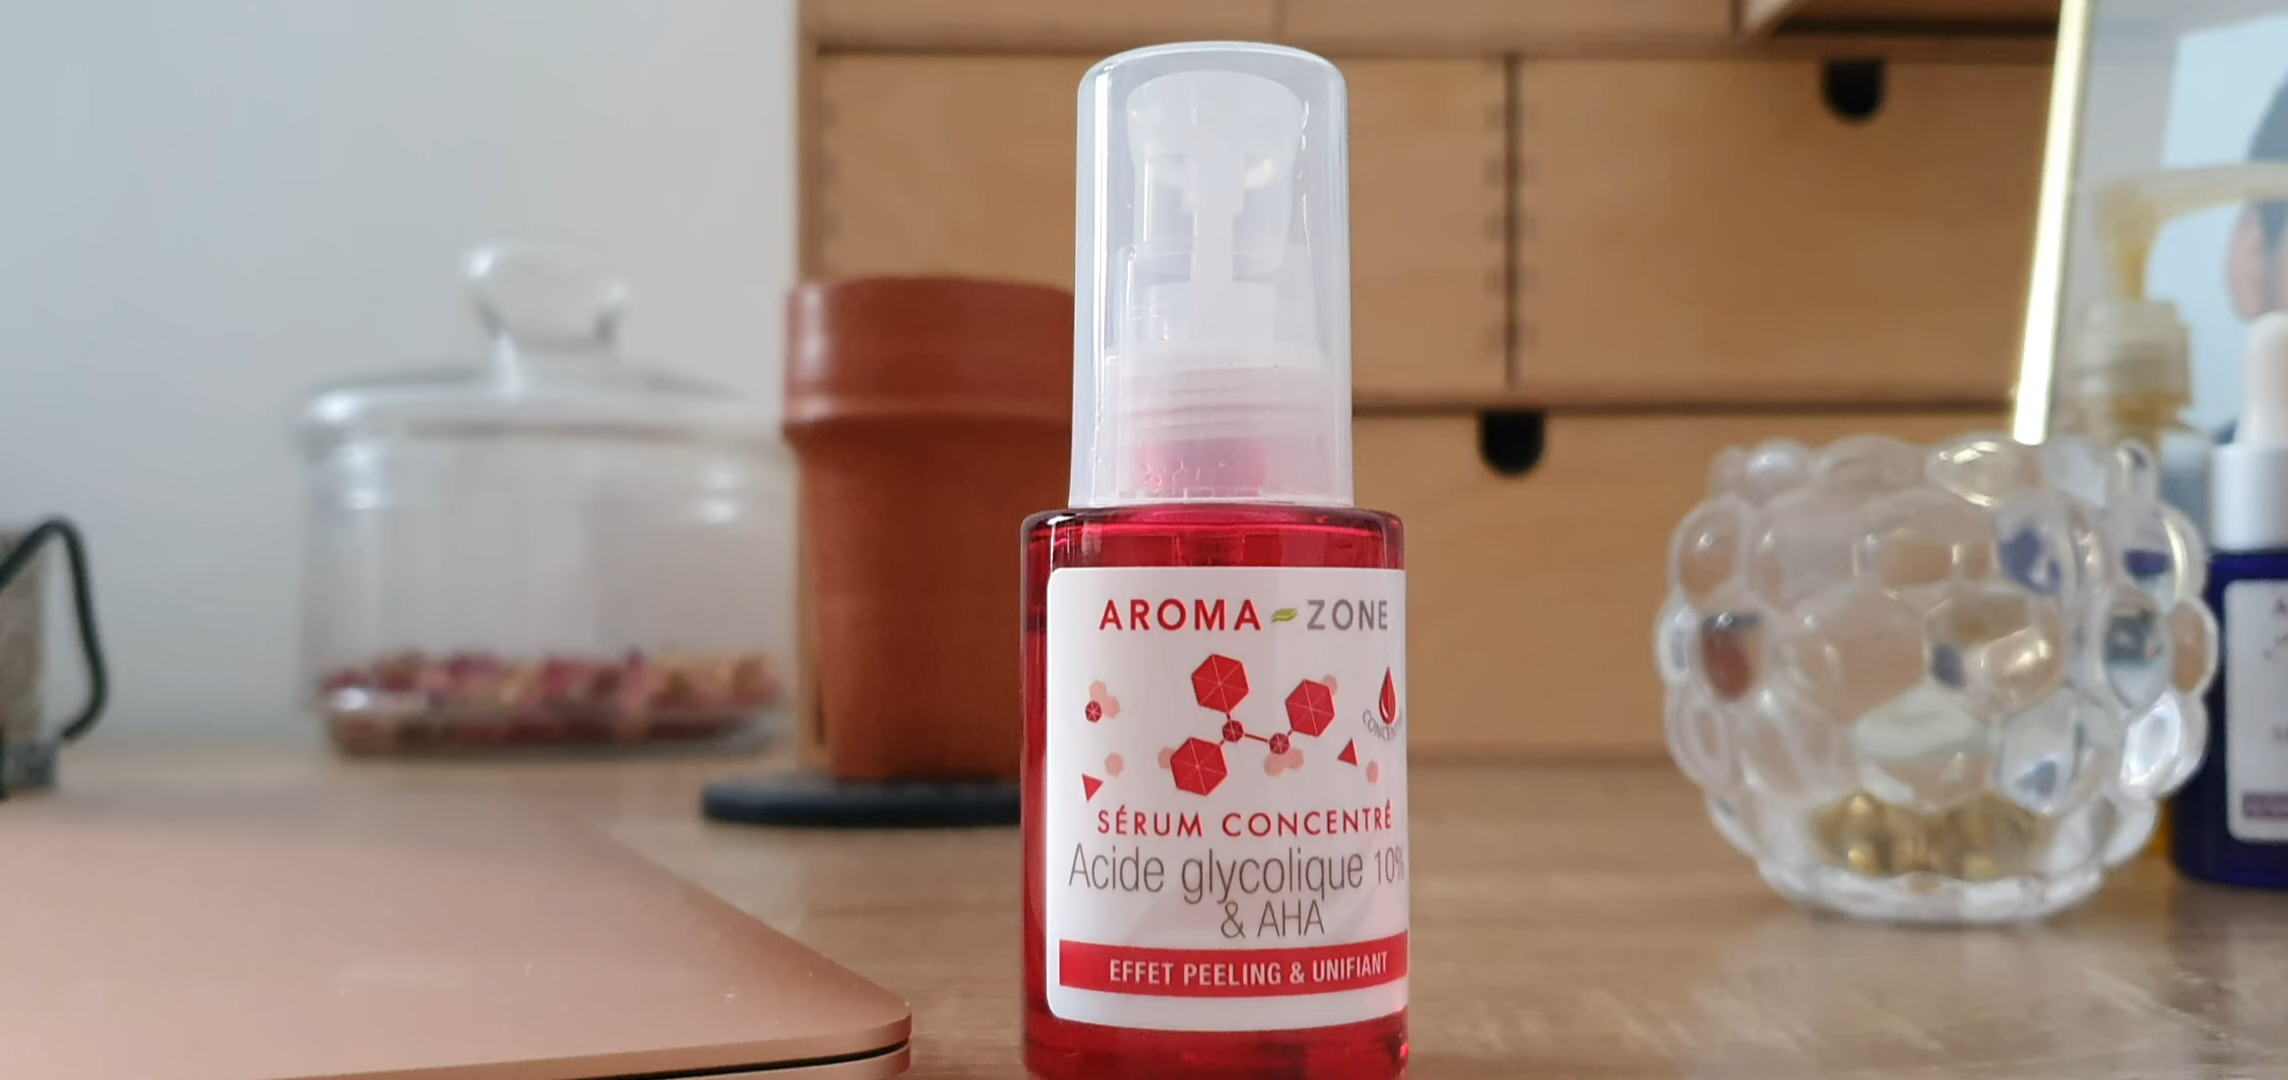 AROMA-ZONE
SÉRUM CONCENTRÉ
Acide glycolique 10%
& AHA
EFFET PEELING & UNIFIANT